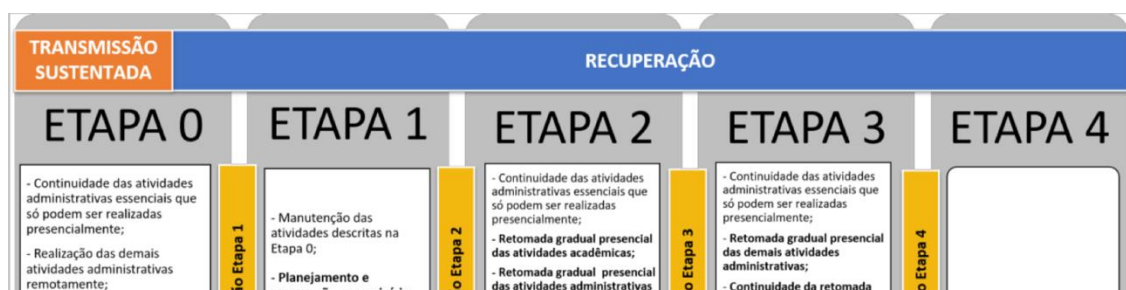 TRANSMISSÃO
SUSTENTADA
RECUPERAÇÃO
ETAPA 0
ETAPA 1
ETAPA 2
ETAPA 3
ETAPA 4
- Continuidade das atividades
administrativas essenciais que
só podem ser realizadas
presencialmente;
- Realização das demais
atividades administrativas
remotamente;
Etapa 1
- Manutenção das
atividades descritas na
Etapa 0;
- Planejamento e
Etapa 2
- Continuidade das atividades
administrativas essenciais que
só podem ser realizadas
presencialmente;
- Retomada gradual presencial
das atividades acadêmicas;
- Retomada gradual presencial
das atividades administrativas
Etapa 3
- Continuidade das atividades
administrativas essenciais que
só podem ser realizadas
presencialmente;
- Retomada gradual presencial
das demais atividades
administrativas;
- Continuidade da retomada
Etapa 4